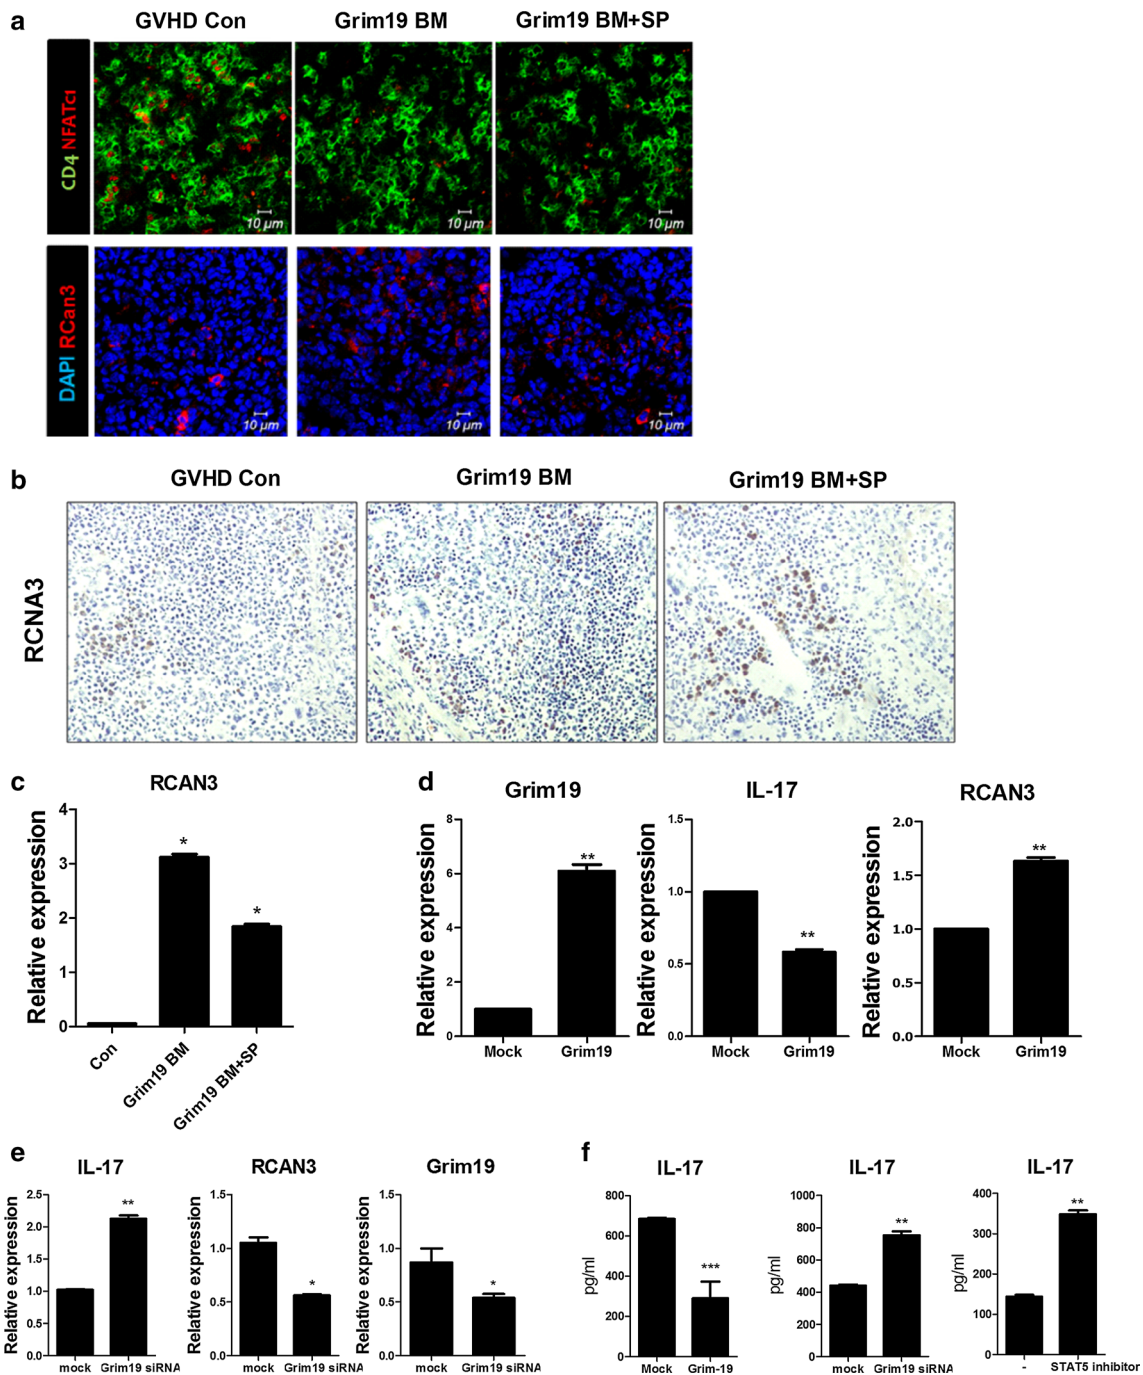 a
GVHD Con
Grim19 BM
Grim19 BM+SP
CD4 NFATc1
10 µm
10 µm
10 µm
DAPI RCan3
10 µm
10 µm
10 µm
b
GVHD Con
Grim19 BM
Grim19 BM+SP
RCNA3
c
RCAN3
Relative expression
4
3
2
1
0
*
*
Con
Grim19 BM
Grim19 BM+SP
d
Grim19
Relative expression
8
6
4
2
0
**
Mock
Grim19
IL-17
Relative expression
1.5
1.0
0.5
0.0
**
Mock
Grim19
RCAN3
Relative expression
2.0
1.5
1.0
0.5
0.0
**
Mock
Grim19
e
IL-17
Relative expression
2.5
2.0
1.5
1.0
0.5
0.0
**
mock
Grim19 siRNA
RCAN3
Relative expression
1.5
1.0
0.5
0.0
*
mock
Grim19 siRNA
Grim19
Relative expression
1.5
1.0
0.5
0.0
*
mock
Grim19 siRNA
f
IL-17
pg/ml
800
600
400
200
0
***
Mock
Grim-19
IL-17
pg/ml
1000
800
600
400
200
0
**
mock
Grim19 siRNA
IL-17
pg/ml
400
300
200
100
0
**
-
STAT5 inhibitor